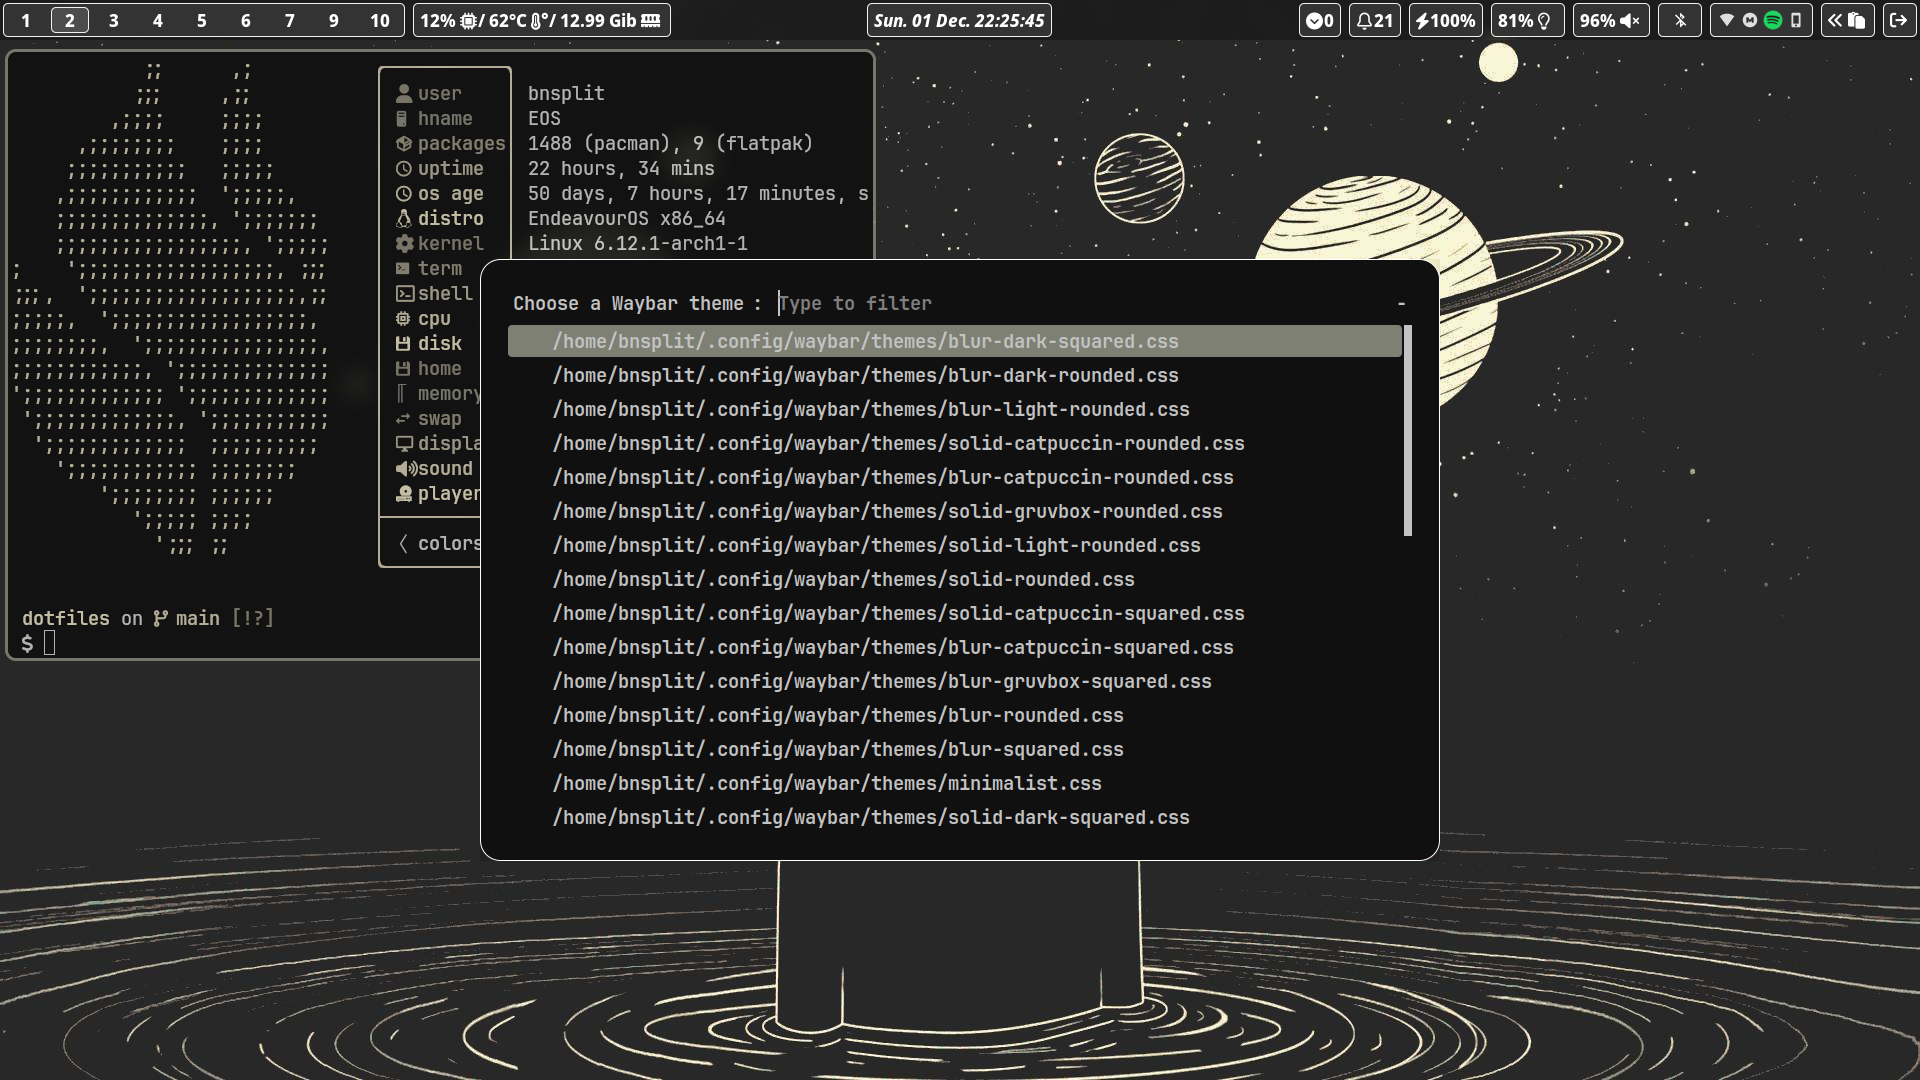 1 2 3 4 5 6 7 8 9 10
12% / 62°C °/ 12.99 Gib
Sun. 01 Dec. 22:25:45
0
21
100%
81%
96%
user bnsplit
hname EOS
packages 1488 (pacman), 9 (flatpak)
uptime 22 hours, 34 mins
os age 50 days, 7 hours, 17 minutes, s
distro EndeavourOS x86_64
kernel Linux 6.12.1-arch1-1
term
shell
cpu
disk
home
memory
swap
displa
sound
player
colors
dotfiles on main [!?]
$
Choose a Waybar theme : Type to filter -
/home/bnsplit/.config/waybar/themes/blur-dark-squared.css
/home/bnsplit/.config/waybar/themes/blur-dark-rounded.css
/home/bnsplit/.config/waybar/themes/blur-light-rounded.css
/home/bnsplit/.config/waybar/themes/solid-catpuccin-rounded.css
/home/bnsplit/.config/waybar/themes/blur-catpuccin-rounded.css
/home/bnsplit/.config/waybar/themes/solid-gruvbox-rounded.css
/home/bnsplit/.config/waybar/themes/solid-light-rounded.css
/home/bnsplit/.config/waybar/themes/solid-rounded.css
/home/bnsplit/.config/waybar/themes/solid-catpuccin-squared.css
/home/bnsplit/.config/waybar/themes/blur-catpuccin-squared.css
/home/bnsplit/.config/waybar/themes/blur-gruvbox-squared.css
/home/bnsplit/.config/waybar/themes/blur-rounded.css
/home/bnsplit/.config/waybar/themes/blur-squared.css
/home/bnsplit/.config/waybar/themes/minimalist.css
/home/bnsplit/.config/waybar/themes/solid-dark-squared.css